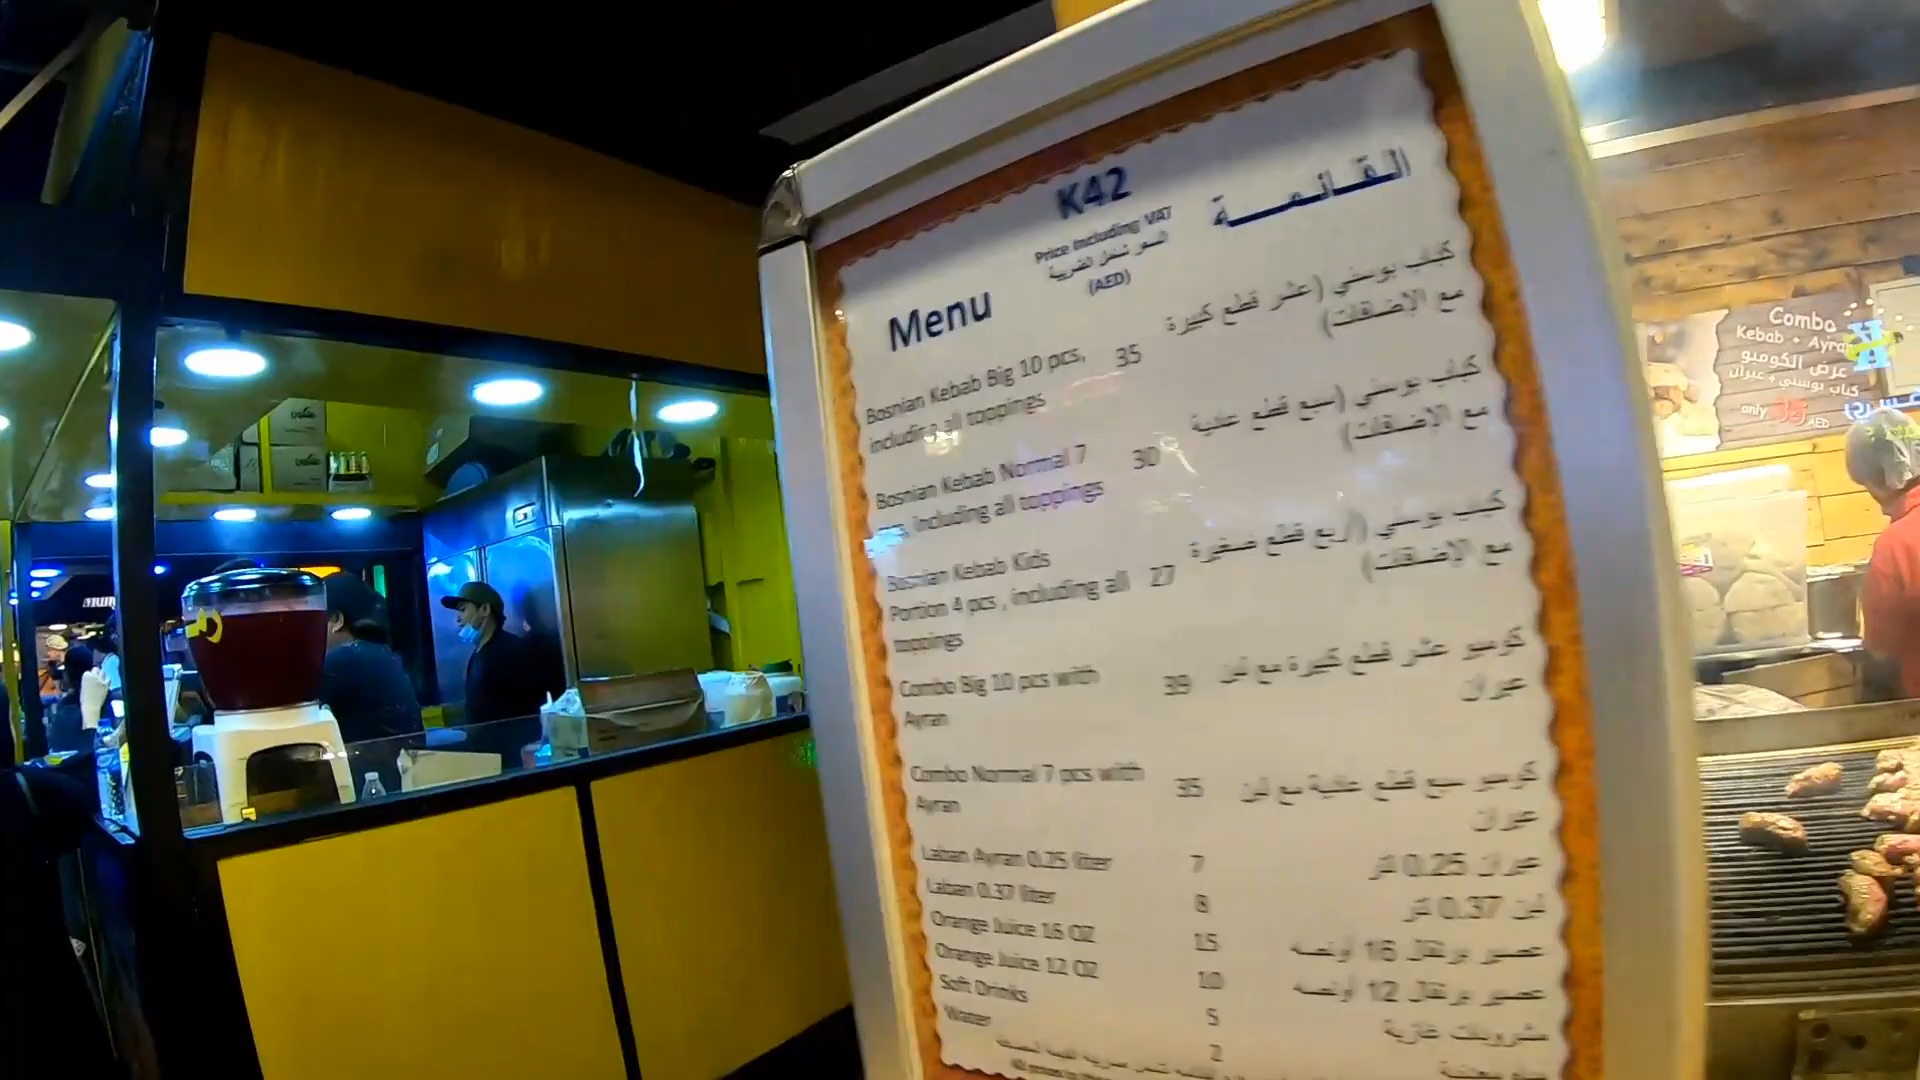 K42
Price Including VAT
السعر شامل الضريبة
(AED)
القائمة
Menu
Bosnian Kebab Big 10 pcs,
including all toppings
35
كباب بوسني (عشر قطع كبيرة
مع الإضافات)
Bosnian Kebab Normal 7
pcs, including all toppings
30
كباب بوسني (سبع قطع عادية
مع الإضافات)
Bosnian Kebab Kids
Portion 4 pcs, including all
toppings
27
كباب بوسني (أربع قطع صغيرة
مع الإضافات)
Combo Big 10 pcs with
Ayran
39
كومبو عشر قطع كبيرة مع لبن
عيران
Combo Normal 7 pcs with
Ayran
35
كومبو سبع قطع عادية مع لبن
عيران
Laban Ayran 0.25 liter
7
عيران 0.25 لتر
Laban 0.37 liter
8
لبن 0.37 لتر
Orange Juice 16 OZ
15
عصير برتقال 16 أونصه
Orange Juice 12 OZ
10
عصير برتقال 12 أونصه
Soft Drinks
5
مشروبات غازية
Water
2
Combo
Kebab + Ayran
عرض الكومبو
كباب بوسني + عيران
only 35 AED